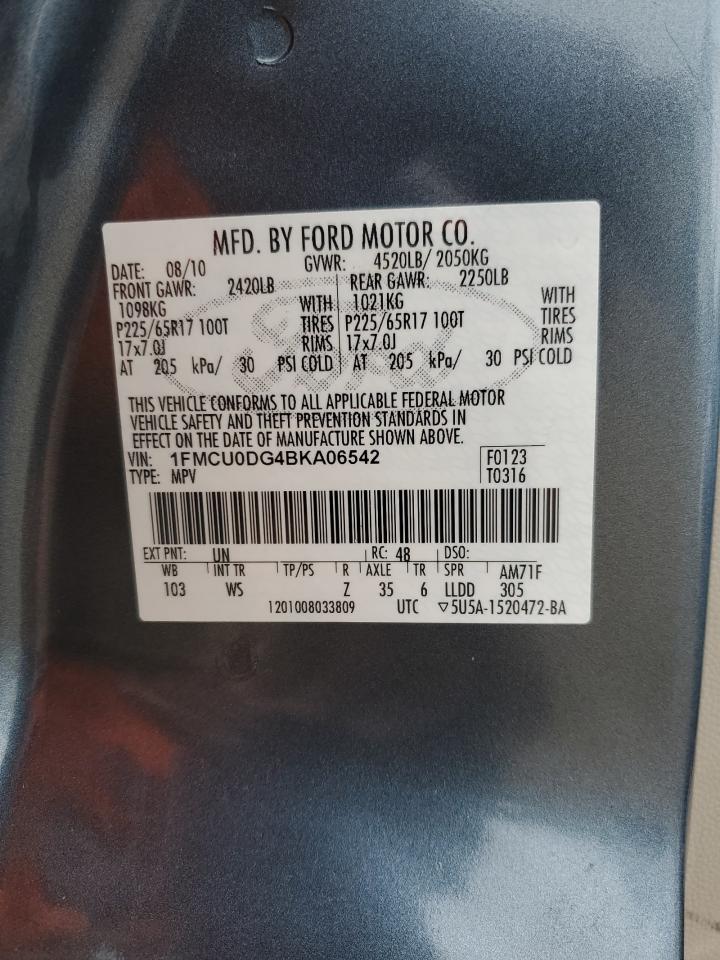 MFD. BY FORD MOTOR CO.
DATE: 08/10 GVWR: 4520LB/ 2050KG
FRONT GAWR: 2420LB REAR GAWR: 2250LB
1098KG WITH 1021KG WITH
P225/65R17 100T TIRES P225/65R17 100T TIRES
17x7.0J RIMS 17x7.0J RIMS
AT 205 kPa/ 30 PSI COLD AT 205 kPa/ 30 PSI COLD
THIS VEHICLE CONFORMS TO ALL APPLICABLE FEDERAL MOTOR
VEHICLE SAFETY AND THEFT PREVENTION STANDARDS IN
EFFECT ON THE DATE OF MANUFACTURE SHOWN ABOVE.
VIN: 1FMCU0DG4BKA06542 F0123
TYPE: MPV T0316
EXT PNT: UN RC: 48 DSO:
WB INT TR TP/PS R AXLE TR SPR AM71F
103 WS Z 35 6 LLDD 305
1201008033809 UTC ▽5U5A-1520472-BA
Ford